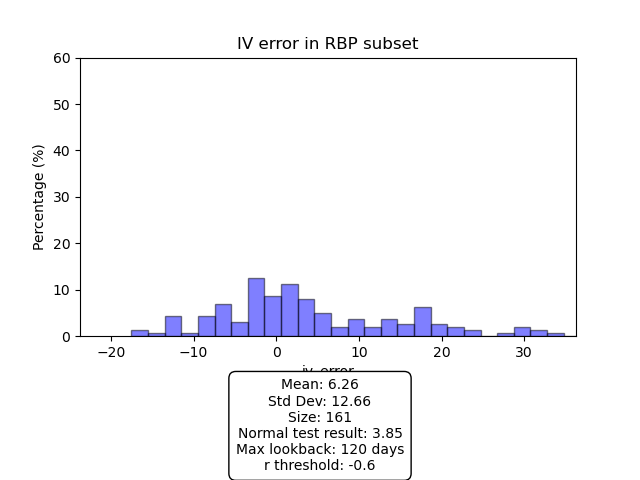 IV error in RBP subset
60
50
40
30
20
10
0
Percentage (%)
−20
−10
0
10
20
30
iv_error
Mean: 6.26
Std Dev: 12.66
Size: 161
Normal test result: 3.85
Max lookback: 120 days
r threshold: -0.6